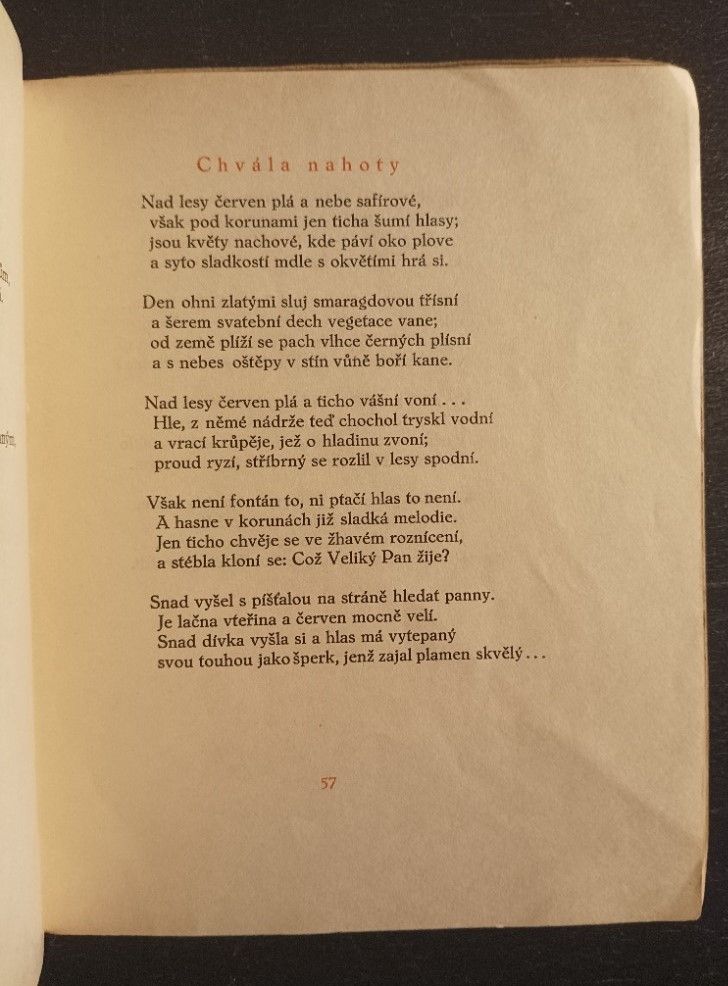 Chvála nahoty
Nad lesy červen plá a nebe safírové,
však pod korunami jen ticha šumí hlasy;
jsou květy nachové, kde páví oko plove
a syto sladkostí mdle s okvětími hrá si.
Den ohni zlatými sluj smaragdovou třísní
a šerem svatební dech vegetace vane;
od země plíží se pach vlhce černých plísní
a s nebes oštěpy v stín vůně boří kane.
Nad lesy červen plá a ticho vášní voní . . .
Hle, z němé nádrže teď chochol tryskl vodní
a vrací krůpěje, jež o hladinu zvoní;
proud ryzí, stříbrný se rozlil v lesy spodní.
Však není fontán to, ni ptačí hlas to není.
A hasne v korunách již sladká melodie.
Jen ticho chvěje se ve žhavém roznícení,
a stébla kloní se: Což Veliký Pan žije?
Snad vyšel s píšťalou na stráně hledat panny.
Je lačna vteřina a červen mocně velí.
Snad dívka vyšla si a hlas má vytepaný
svou touhou jako šperk, jenž zajal plamen skvělý . . .
57